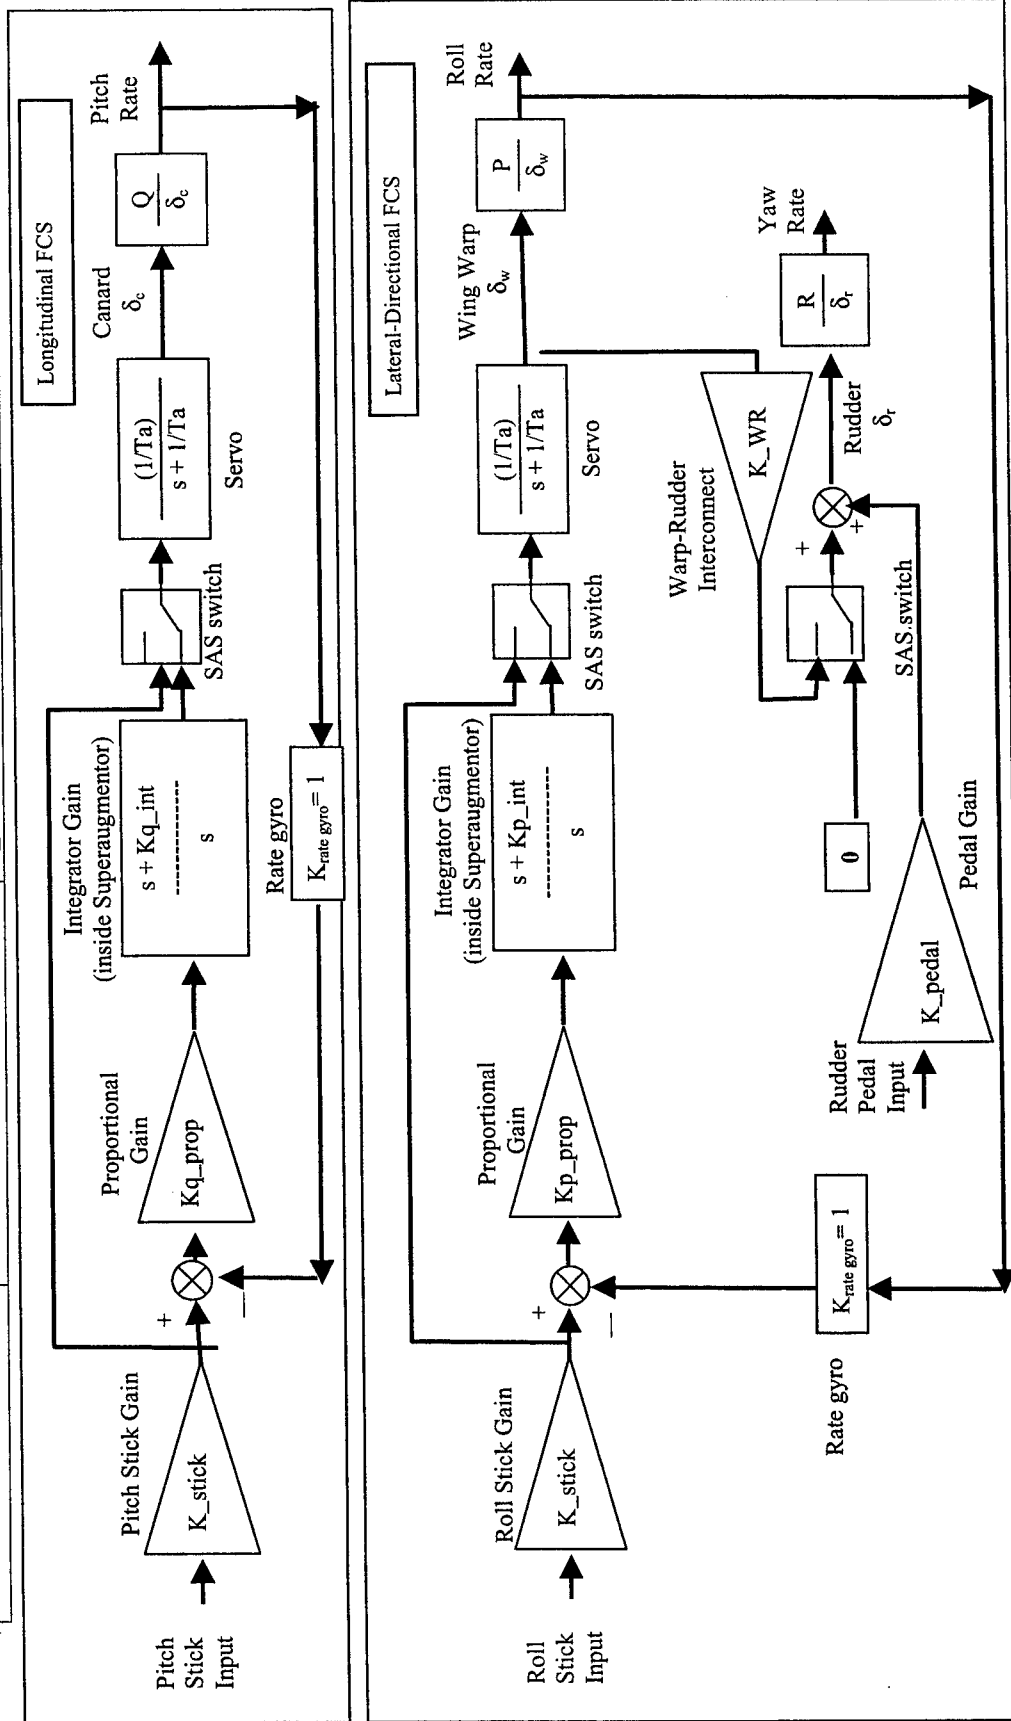 Longitudinal FCS
Pitch
Stick
Input
Pitch Stick Gain
K_stick
+
—
Proportional
Gain
Kq_prop
Integrator Gain
(inside Superaugmentor)
s + Kq_int
---------------
s
SAS switch
(1/Ta)
s + 1/Ta
Servo
Canard
δc
Q
δc
Pitch
Rate
Rate gyro
Krate gyro = 1
Lateral-Directional FCS
Roll
Stick
Input
Roll Stick Gain
K_stick
+
—
Proportional
Gain
Kp_prop
Integrator Gain
(inside Superaugmentor)
s + Kp_int
---------------
s
SAS switch
(1/Ta)
s + 1/Ta
Servo
Wing Warp
δw
P
δw
Roll
Rate
Warp-Rudder
Interconnect
K_WR
0
SAS.switch
+
+
Rudder
δr
R
δr
Yaw
Rate
Rudder
Pedal
Input
K_pedal
Pedal Gain
Rate gyro
Krate gyro = 1